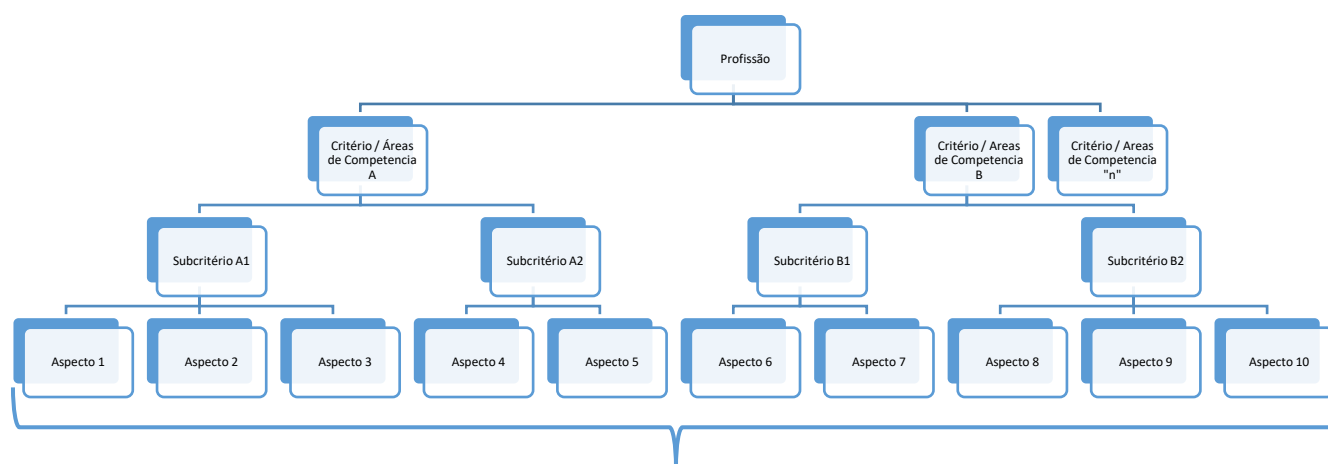 Profissão
Critério / Áreas
de Competencia
A
Critério / Areas
de Competencia
B
Critério / Areas
de Competencia
"n"
Subcritério A1
Subcritério A2
Subcritério B1
Subcritério B2
Aspecto 1
Aspecto 2
Aspecto 3
Aspecto 4
Aspecto 5
Aspecto 6
Aspecto 7
Aspecto 8
Aspecto 9
Aspecto 10